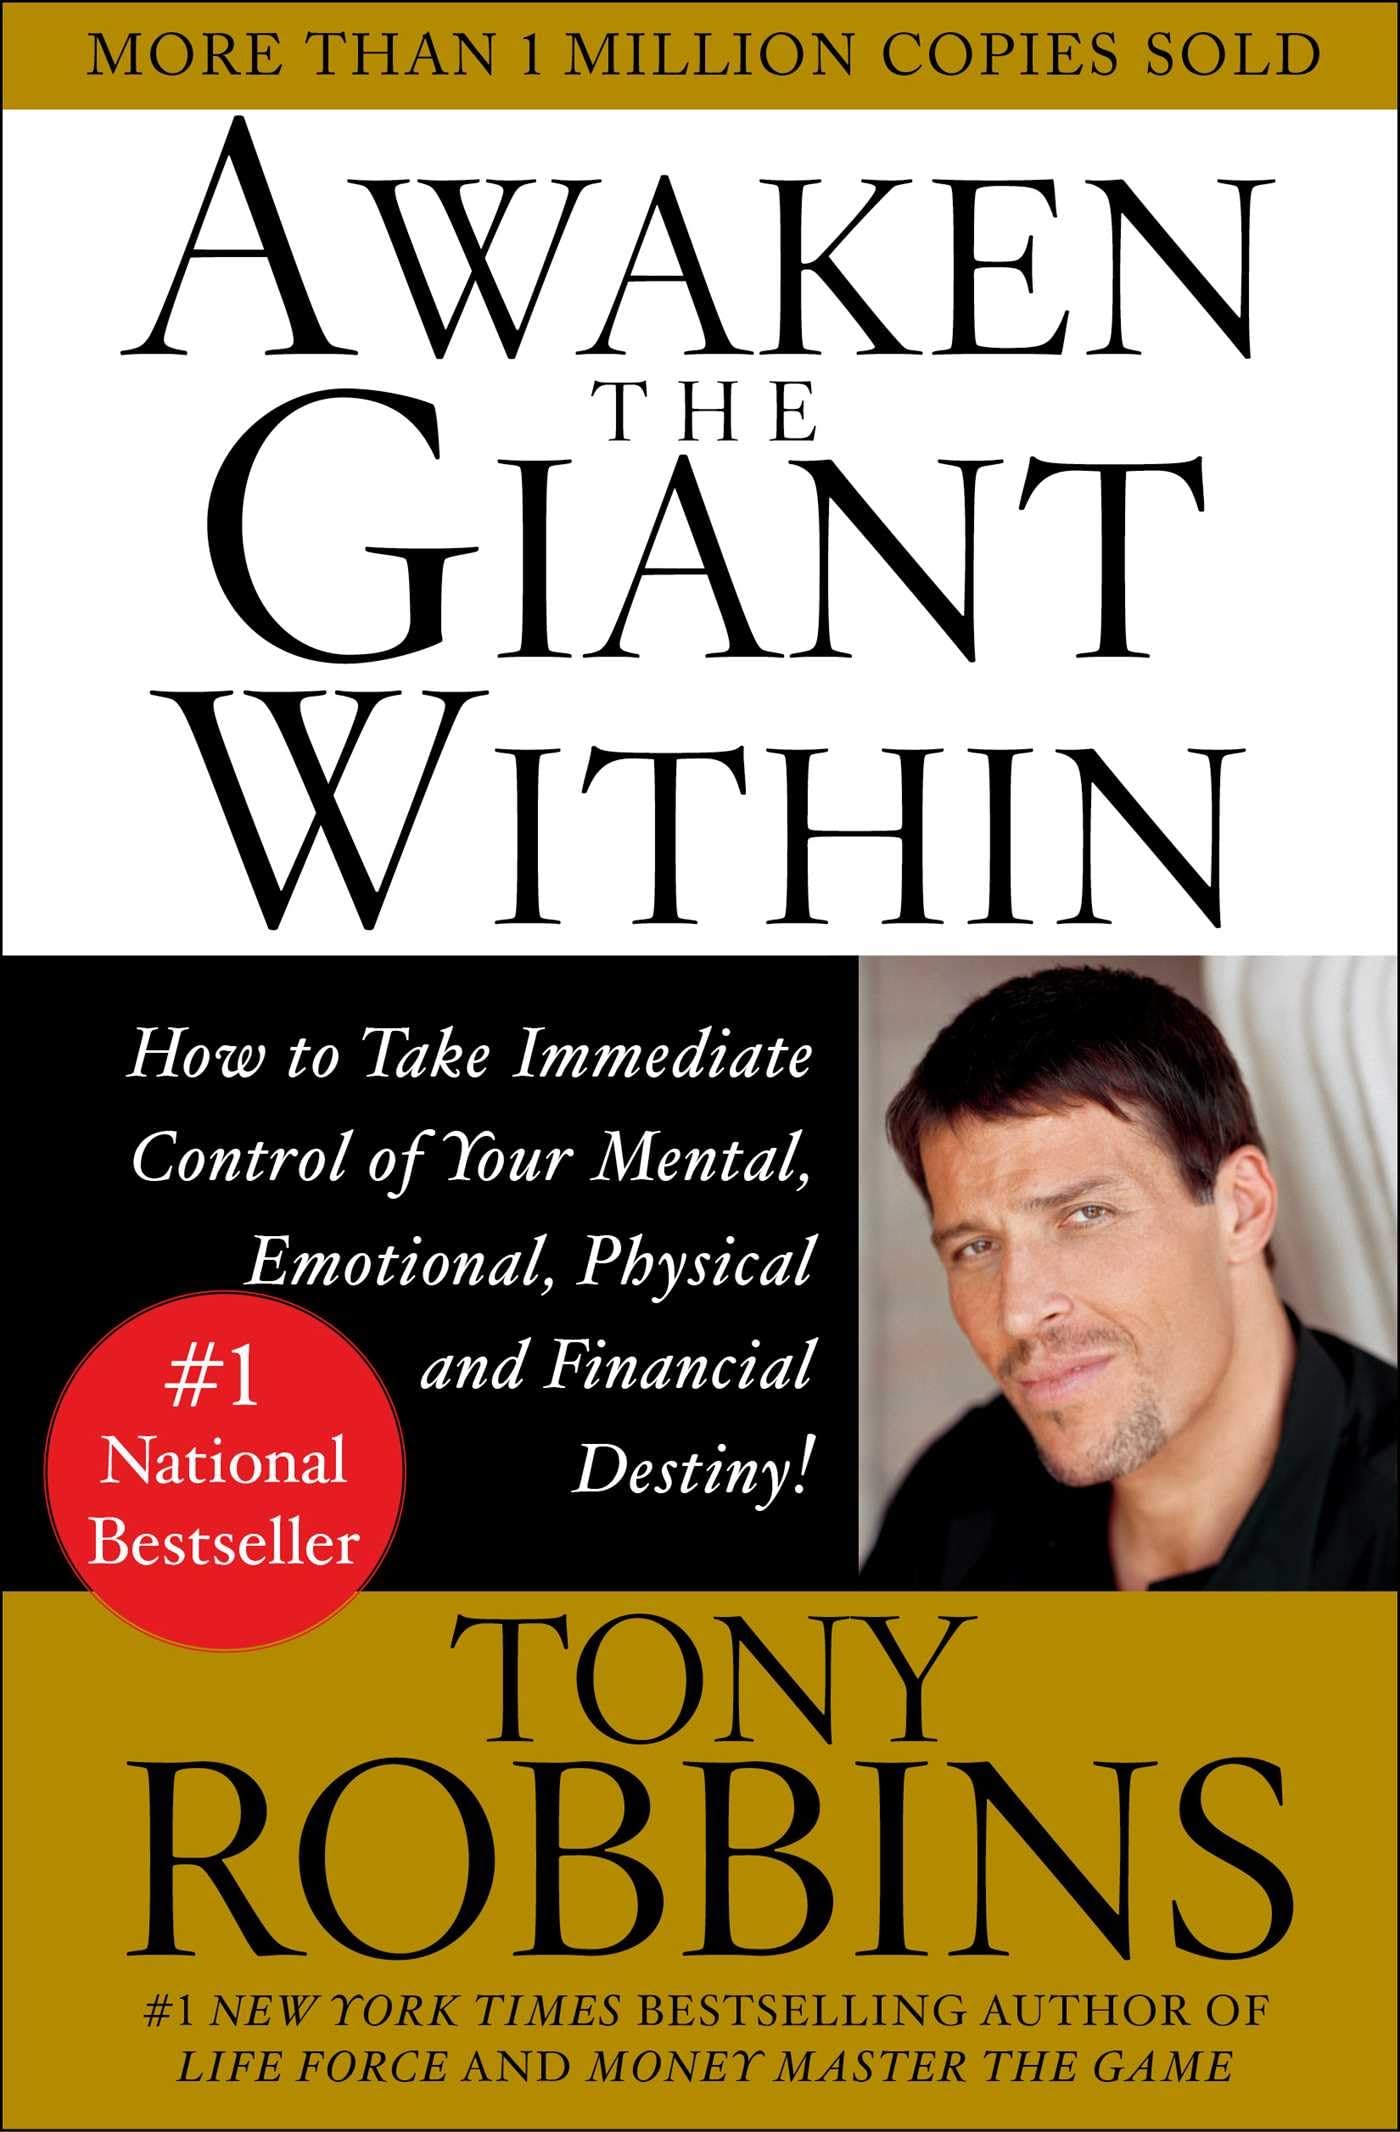 MORE THAN 1 MILLION COPIES SOLD
AWAKEN
THE
GIANT
WITHIN
How to Take Immediate
Control of Your Mental,
Emotional, Physical
and Financial
Destiny!
#1
National
Bestseller
TONY
ROBBINS
#1 NEW YORK TIMES BESTSELLING AUTHOR OF
LIFE FORCE AND MONEY MASTER THE GAME